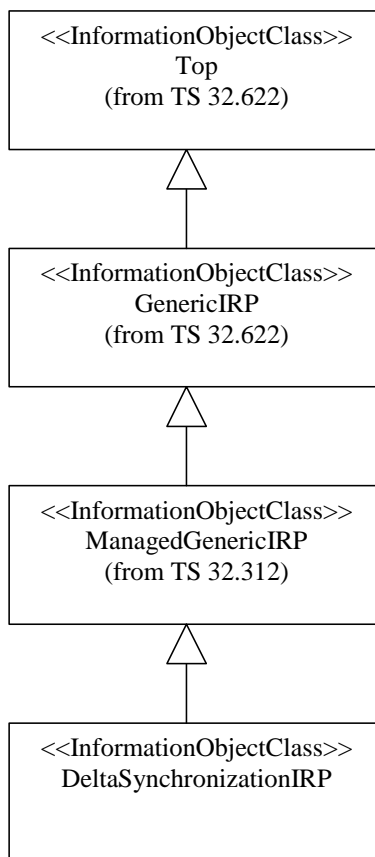 <<InformationObjectClass>>
Top
(from TS 32.622)
<<InformationObjectClass>>
GenericIRP
(from TS 32.622)
<<InformationObjectClass>>
ManagedGenericIRP
(from TS 32.312)
<<InformationObjectClass>>
DeltaSynchronizationIRP